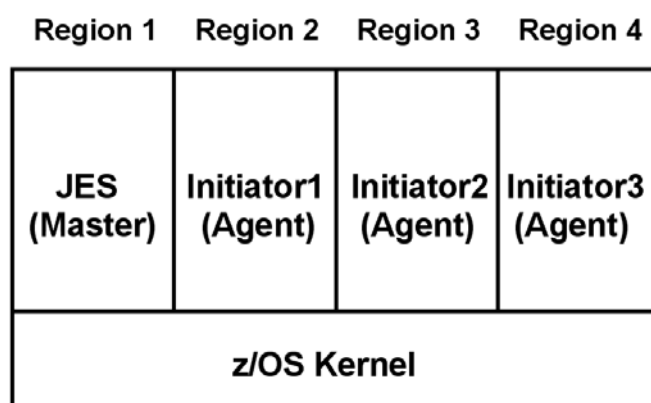 Region 1 Region 2 Region 3 Region 4
JES Initiator1 Initiator2 Initiator3
(Master) (Agent) (Agent) (Agent)
z/OS Kernel